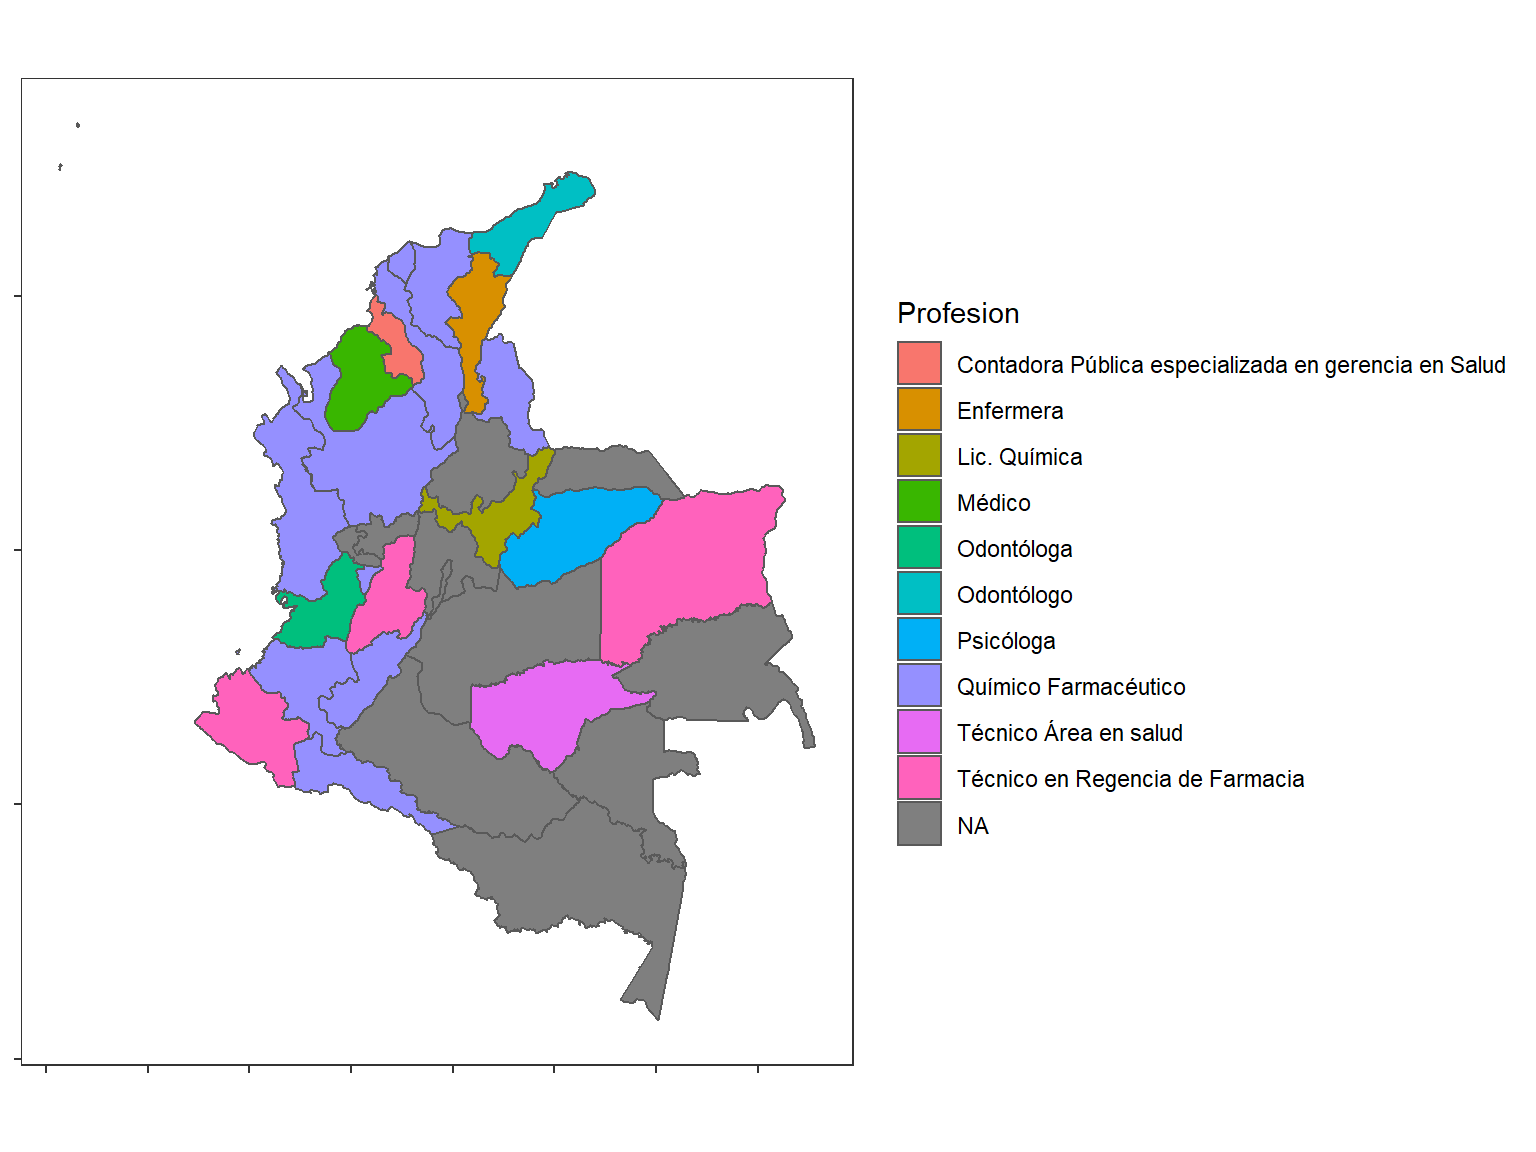 Profesion
Contadora Pública especializada en gerencia en Salud
Enfermera
Lic. Química
Médico
Odontóloga
Odontólogo
Psicóloga
Químico Farmacéutico
Técnico Área en salud
Técnico en Regencia de Farmacia
NA